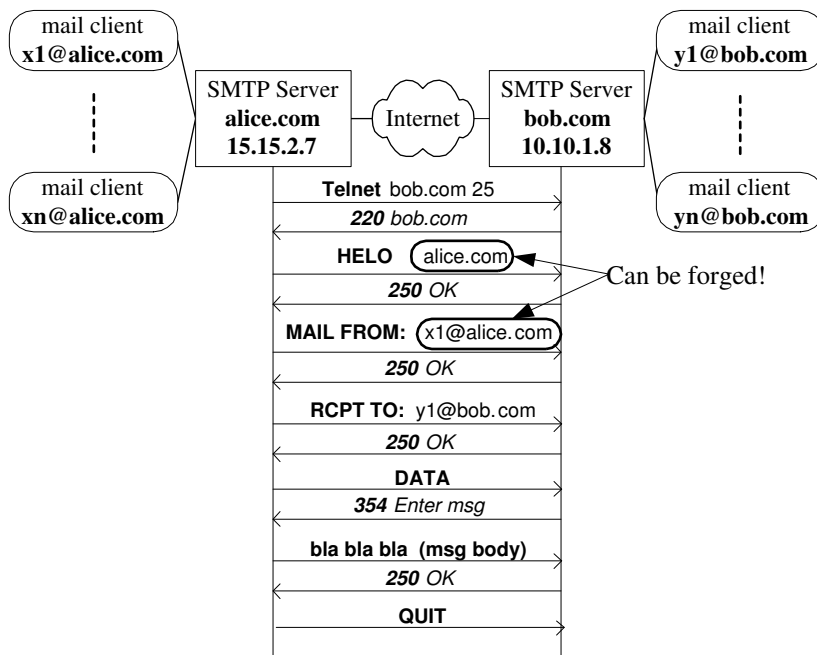 mail client
x1@alice.com
mail client
y1@bob.com
SMTP Server
alice.com
15.15.2.7
Internet
SMTP Server
bob.com
10.10.1.8
mail client
xn@alice.com
mail client
yn@bob.com
Telnet bob.com 25
220 bob.com
HELO alice.com
Can be forged!
250 OK
MAIL FROM: x1@alice.com
250 OK
RCPT TO: y1@bob.com
250 OK
DATA
354 Enter msg
bla bla bla (msg body)
250 OK
QUIT